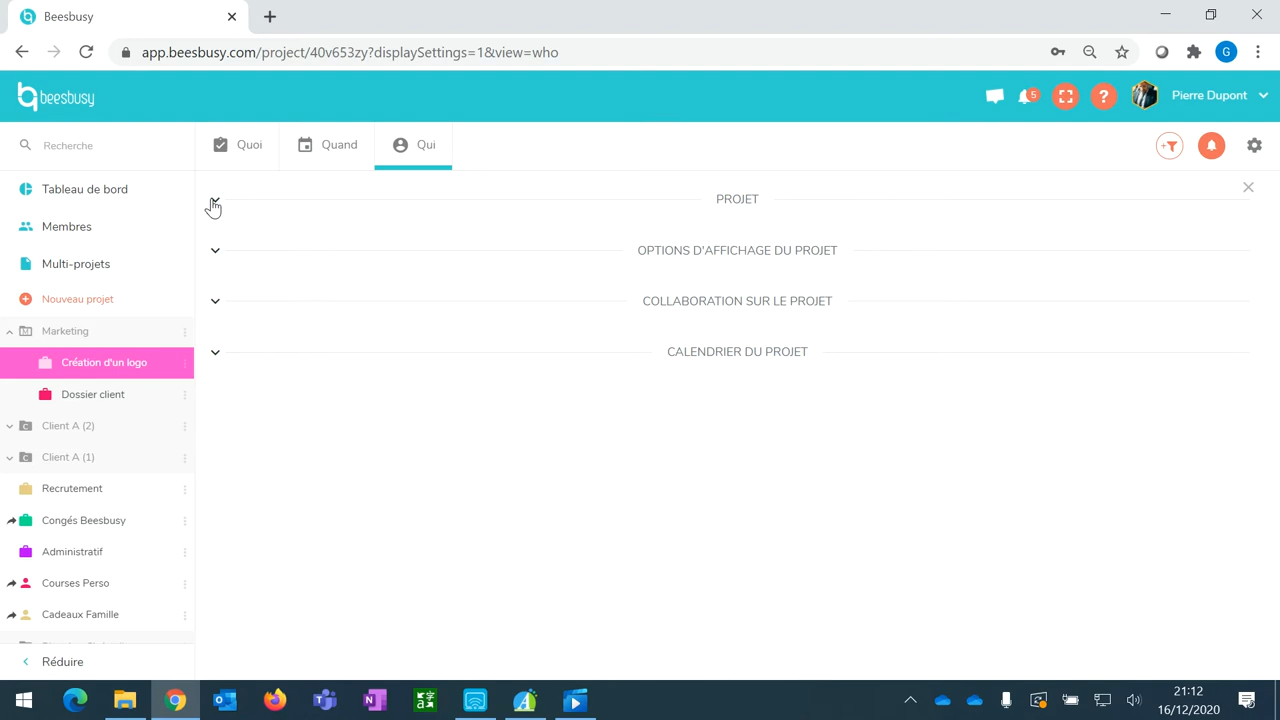 Beesbusy
app.beesbusy.com/project/40v653zy?displaySettings=1&view=who
G
beesbusy
5
?
Pierre Dupont
Recherche
Quoi
Quand
Qui
Tableau de bord
Membres
Multi-projets
Nouveau projet
M Marketing
Création d'un logo
Dossier client
C Client A (2)
C Client A (1)
Recrutement
Congés Beesbusy
Administratif
Courses Perso
Cadeaux Famille
Réduire
PROJET
OPTIONS D'AFFICHAGE DU PROJET
COLLABORATION SUR LE PROJET
CALENDRIER DU PROJET
21:12
16/12/2020